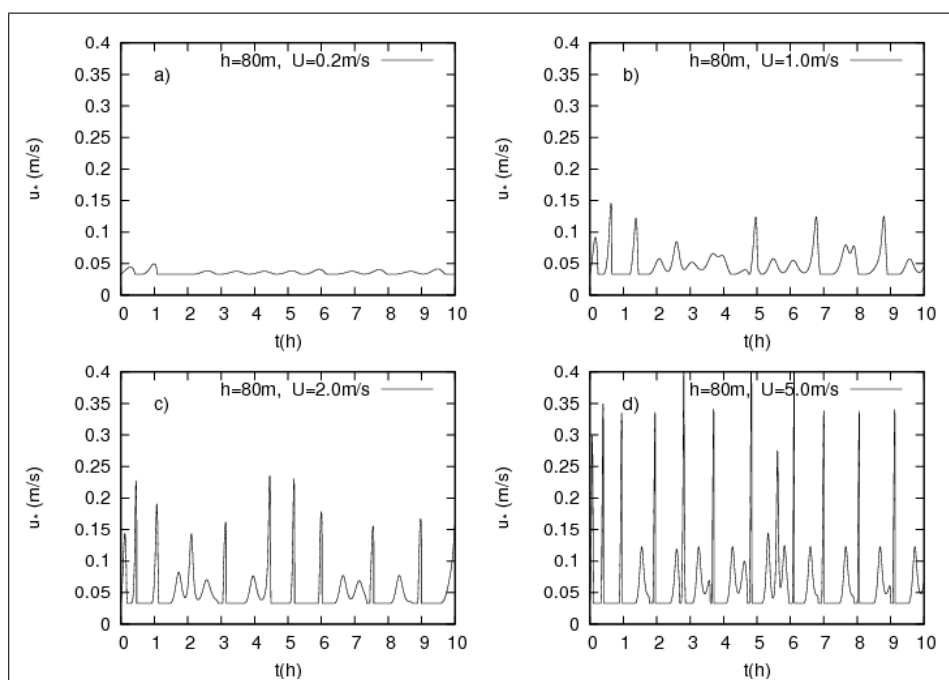 0.4
0.35
0.3
0.25
0.2
0.15
0.1
0.05
0
u* (m/s)
a)
h=80m, U=0.2m/s
0 1 2 3 4 5 6 7 8 9 10
t(h)
0.4
0.35
0.3
0.25
0.2
0.15
0.1
0.05
0
u* (m/s)
b)
h=80m, U=1.0m/s
0 1 2 3 4 5 6 7 8 9 10
t(h)
0.4
0.35
0.3
0.25
0.2
0.15
0.1
0.05
0
u* (m/s)
c)
h=80m, U=2.0m/s
0 1 2 3 4 5 6 7 8 9 10
t(h)
0.4
0.35
0.3
0.25
0.2
0.15
0.1
0.05
0
u* (m/s)
d)
h=80m, U=5.0m/s
0 1 2 3 4 5 6 7 8 9 10
t(h)